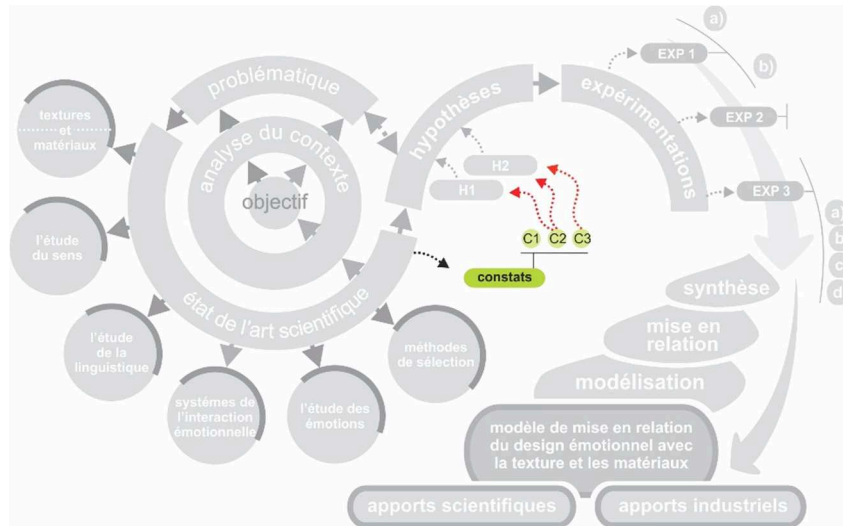 problématique
analyse du contexte
objectif
état de l'art scientifique
textures
et
matériaux
l'étude
du sens
l'étude
de la
linguistique
systémes de
l'interaction
émotionnelle
l'étude des
émotions
méthodes
de sélection
hypothèses
H2
H1
C1 C2 C3
constats
expérimentations
EXP 1
a)
b)
EXP 2
EXP 3
a)
b
c
d
synthèse
mise en
relation
modélisation
modèle de mise en relation
du design émotionnel avec
la texture et les matériaux
apports scientifiques
apports industriels